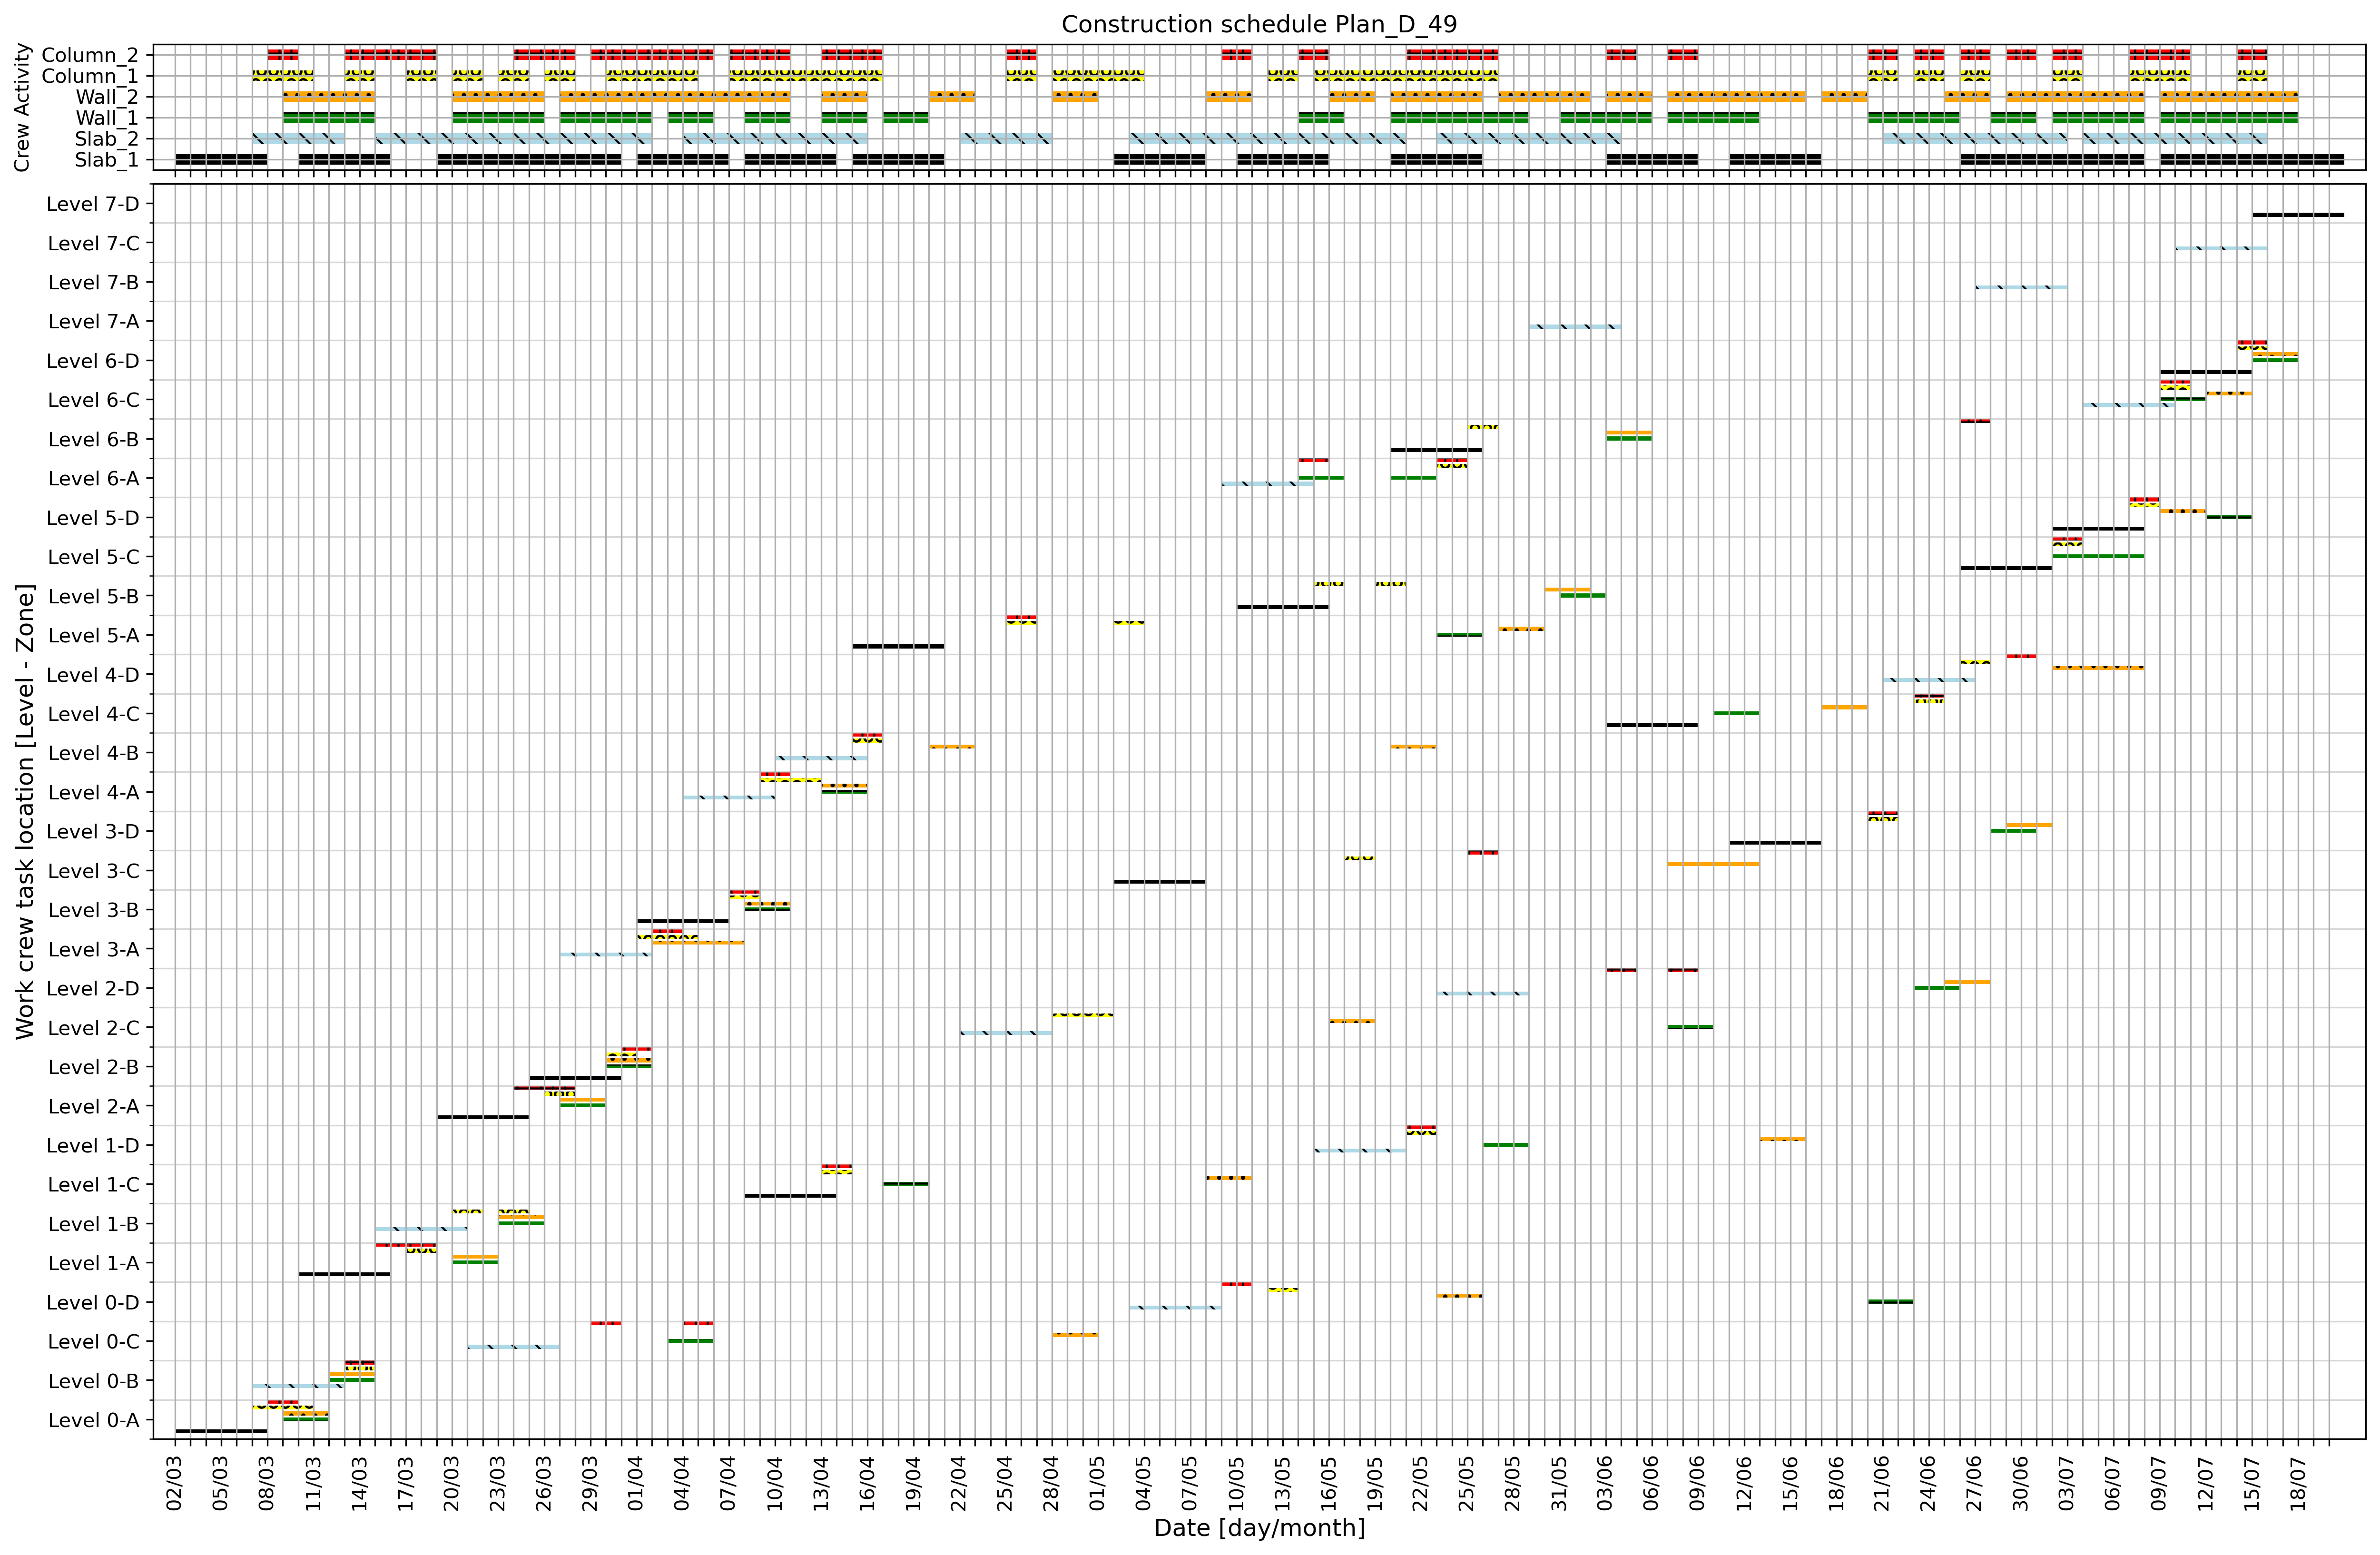 Construction schedule Plan_D_49
Crew Activity
Column_2
Column_1
Wall_2
Wall_1
Slab_2
Slab_1
Work crew task location [Level - Zone]
Level 7-D
Level 7-C
Level 7-B
Level 7-A
Level 6-D
Level 6-C
Level 6-B
Level 6-A
Level 5-D
Level 5-C
Level 5-B
Level 5-A
Level 4-D
Level 4-C
Level 4-B
Level 4-A
Level 3-D
Level 3-C
Level 3-B
Level 3-A
Level 2-D
Level 2-C
Level 2-B
Level 2-A
Level 1-D
Level 1-C
Level 1-B
Level 1-A
Level 0-D
Level 0-C
Level 0-B
Level 0-A
02/03 05/03 08/03 11/03 14/03 17/03 20/03 23/03 26/03 29/03 01/04 04/04 07/04 10/04 13/04 16/04 19/04 22/04 25/04 28/04 01/05 04/05 07/05 10/05 13/05 16/05 19/05 22/05 25/05 28/05 31/05 03/06 06/06 09/06 12/06 15/06 18/06 21/06 24/06 27/06 30/06 03/07 06/07 09/07 12/07 15/07 18/07
Date [day/month]